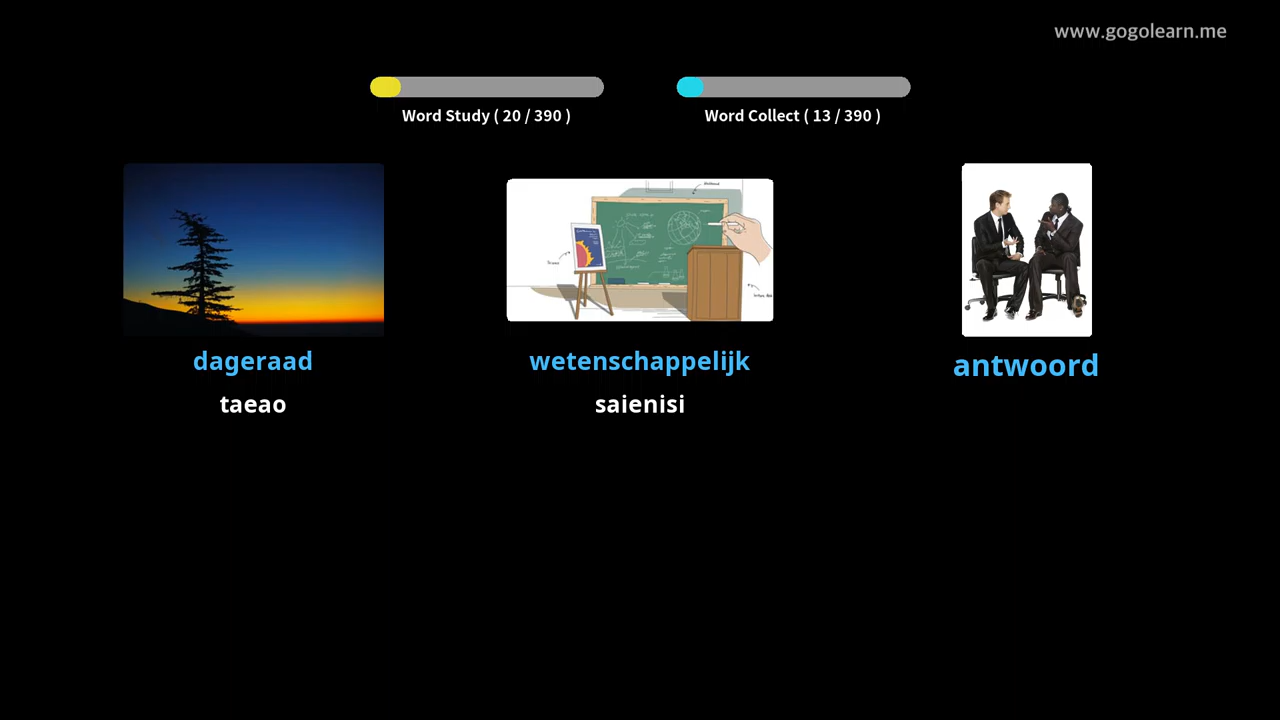 www.gogolearn.me
Word Study ( 20 / 390 )
Word Collect ( 13 / 390 )
dageraad
wetenschappelijk
antwoord
taeao
saienisi